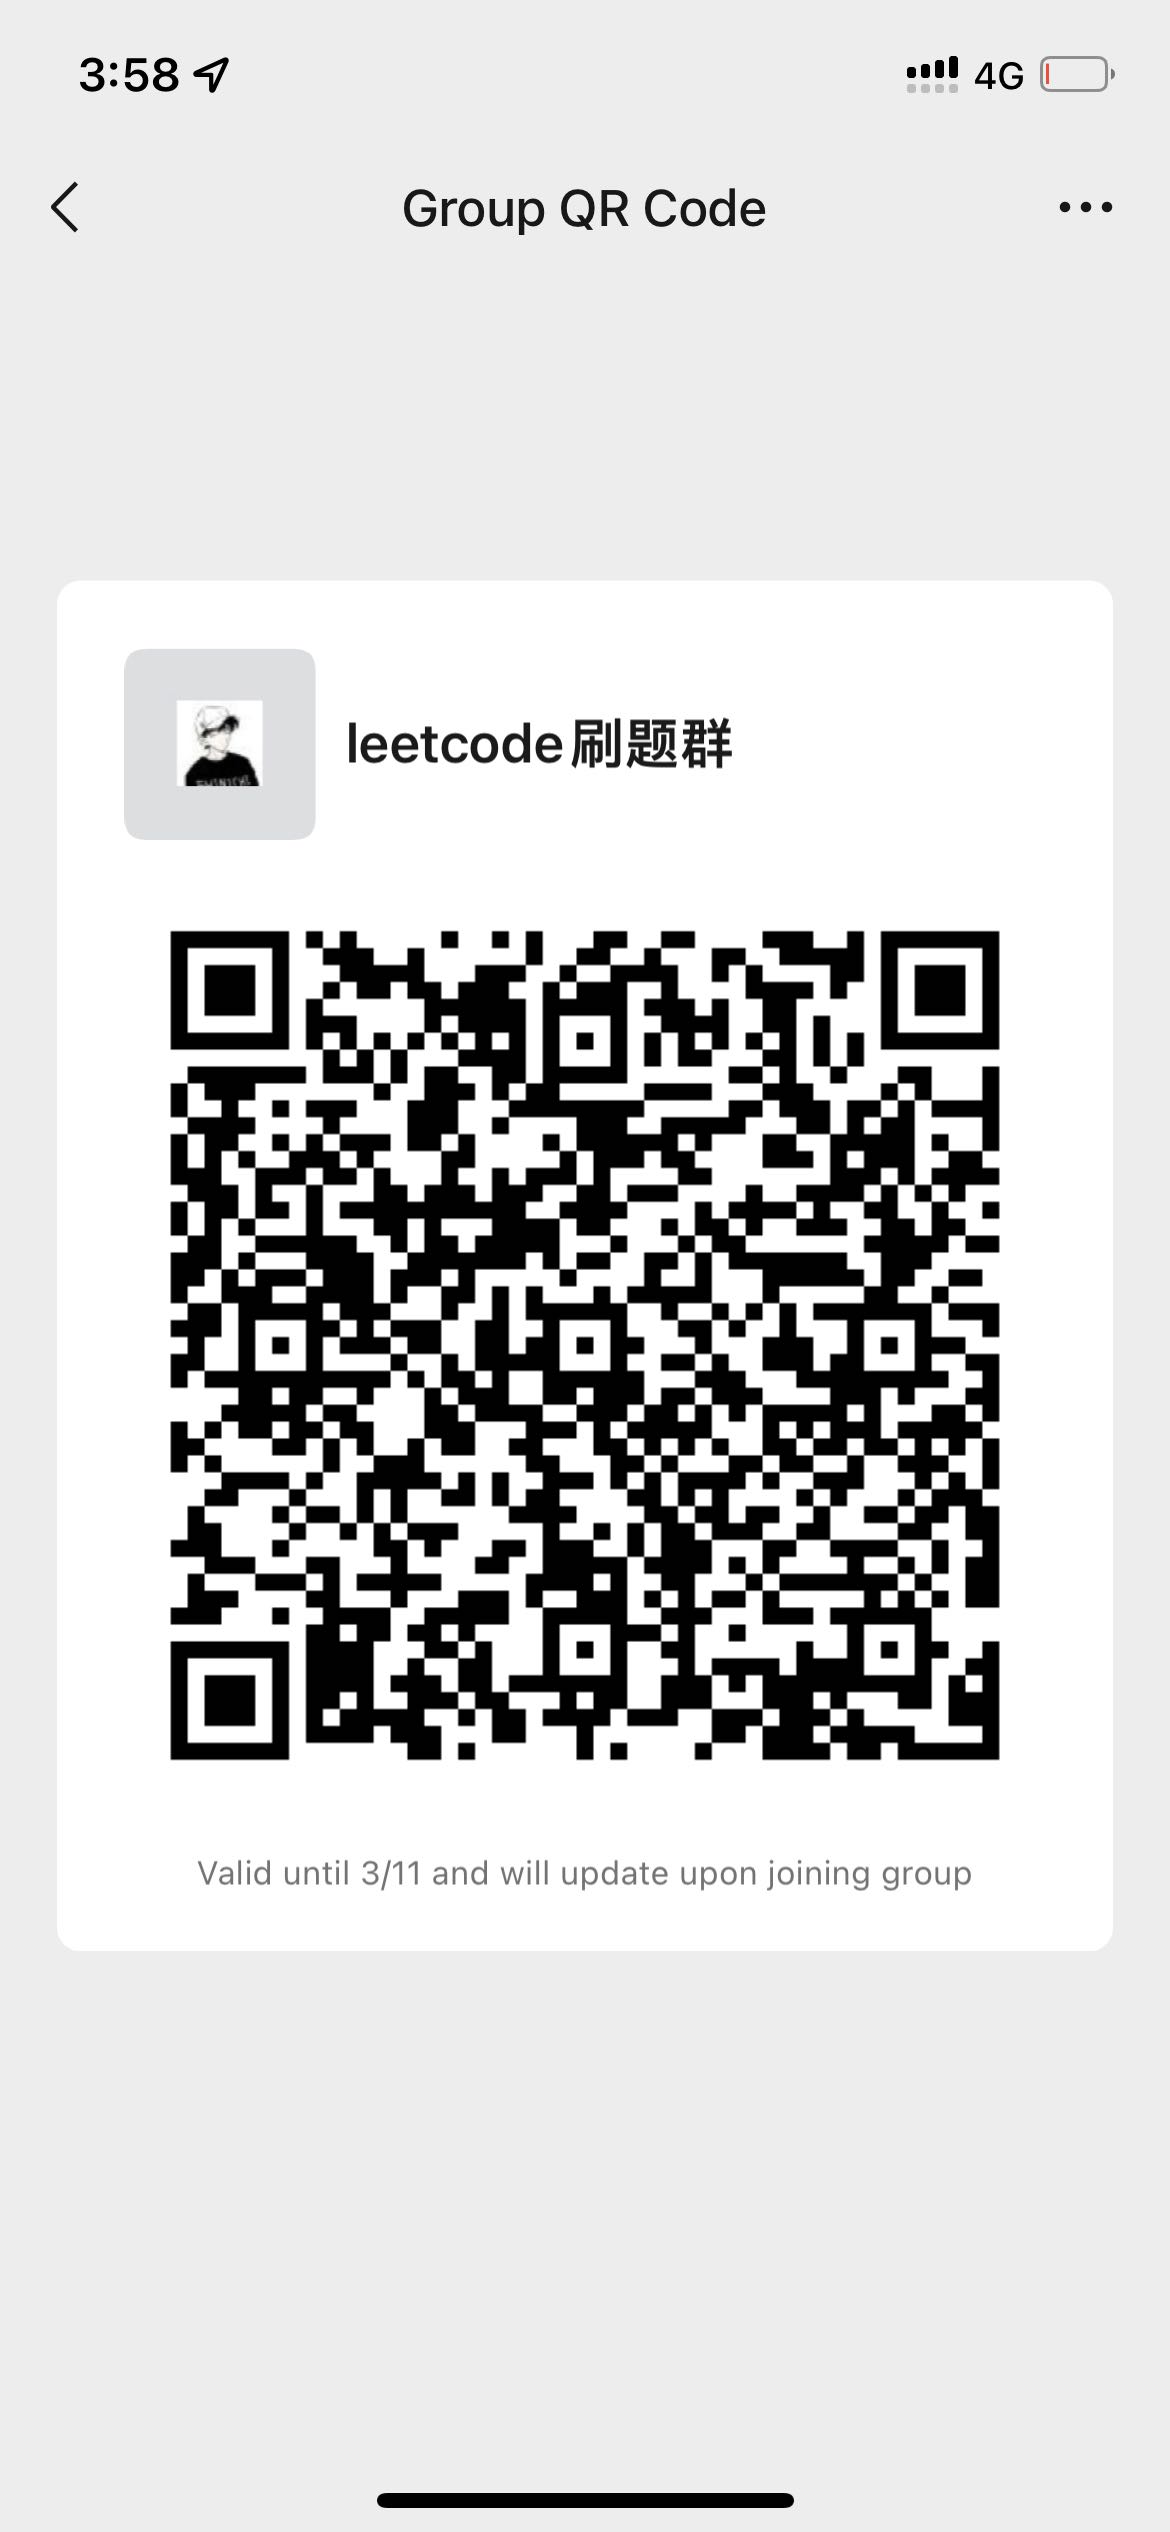 3:58
4G
Group QR Code
leetcode刷题群
Valid until 3/11 and will update upon joining group